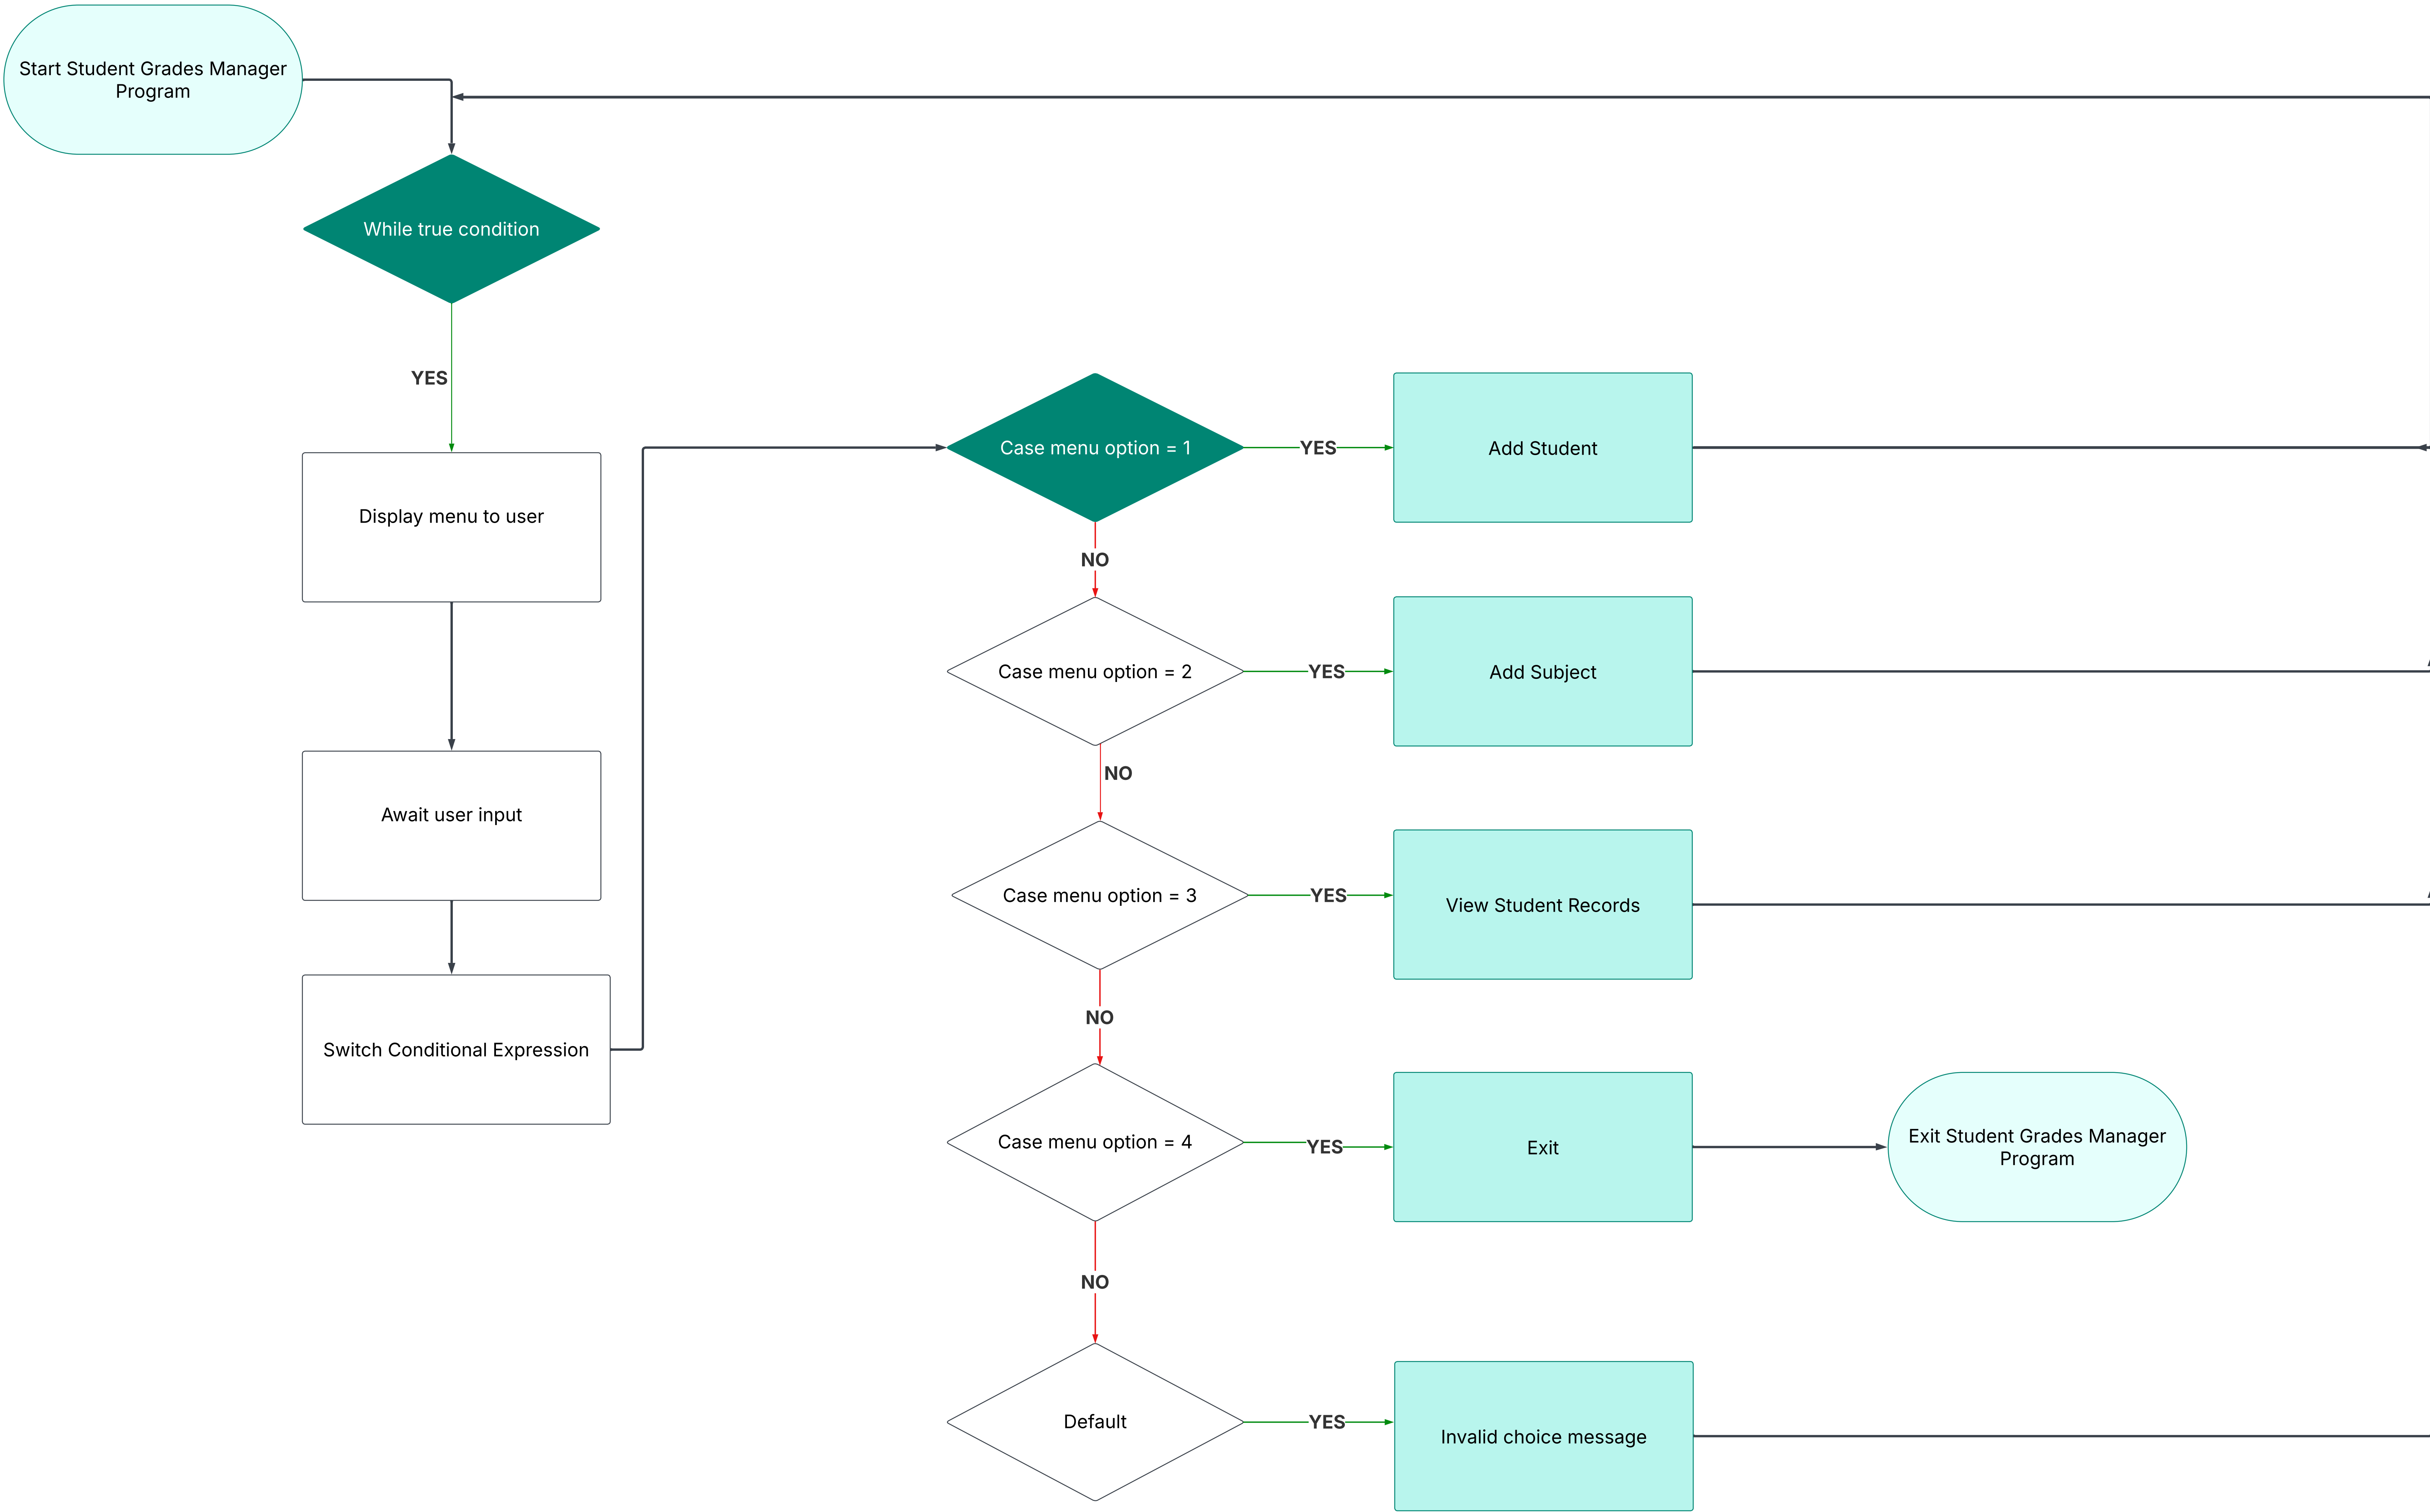 Start Student Grades Manager
Program
While true condition
YES
Display menu to user
Await user input
Switch Conditional Expression
Case menu option = 1
YES
Add Student
NO
Case menu option = 2
YES
Add Subject
NO
Case menu option = 3
YES
View Student Records
NO
Case menu option = 4
YES
Exit
Exit Student Grades Manager
Program
NO
Default
YES
Invalid choice message